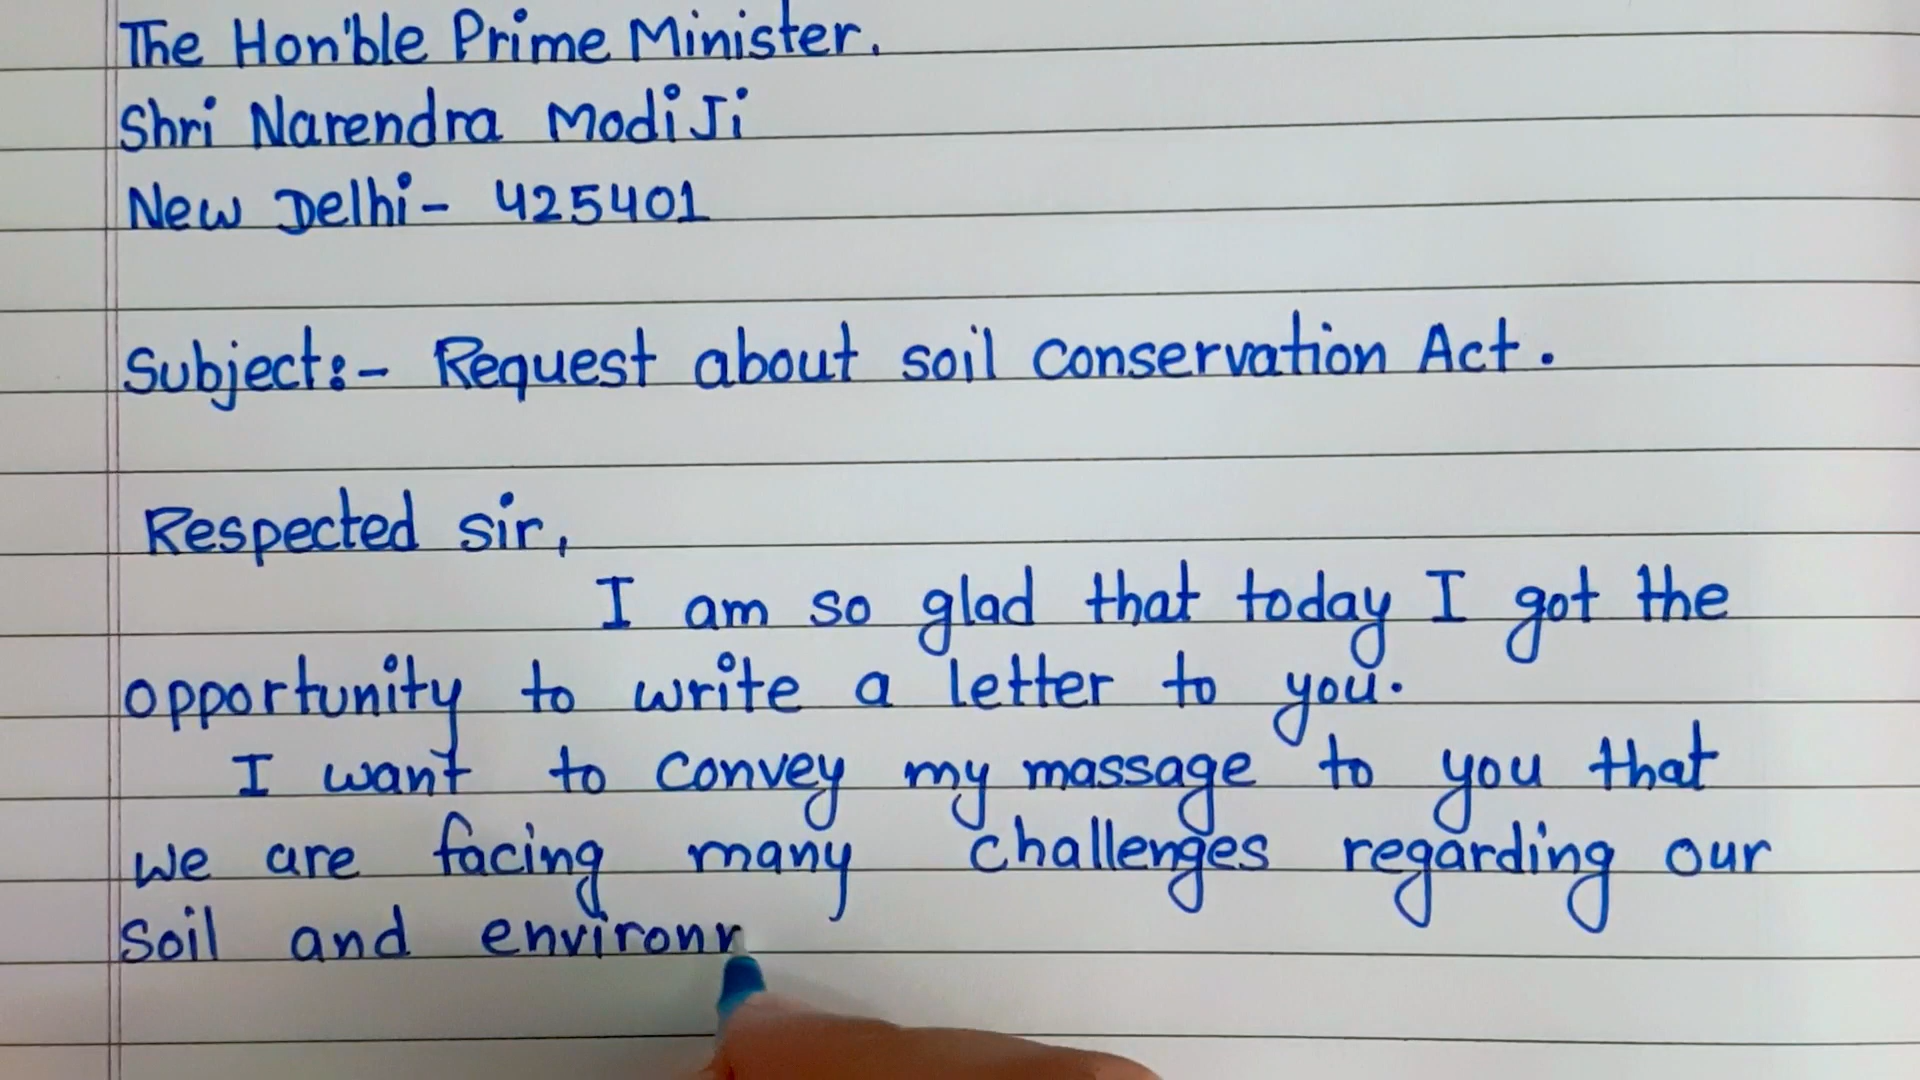 The Hon'ble Prime Minister.
Shri Narendra Modi Ji
New Delhi- 425401
Subject:- Request about soil conservation Act.
Respected sir,
I am so glad that today I got the
opportunity to write a letter to you.
I want to convey my massage to you that
we are facing many challenges regarding our
soil and